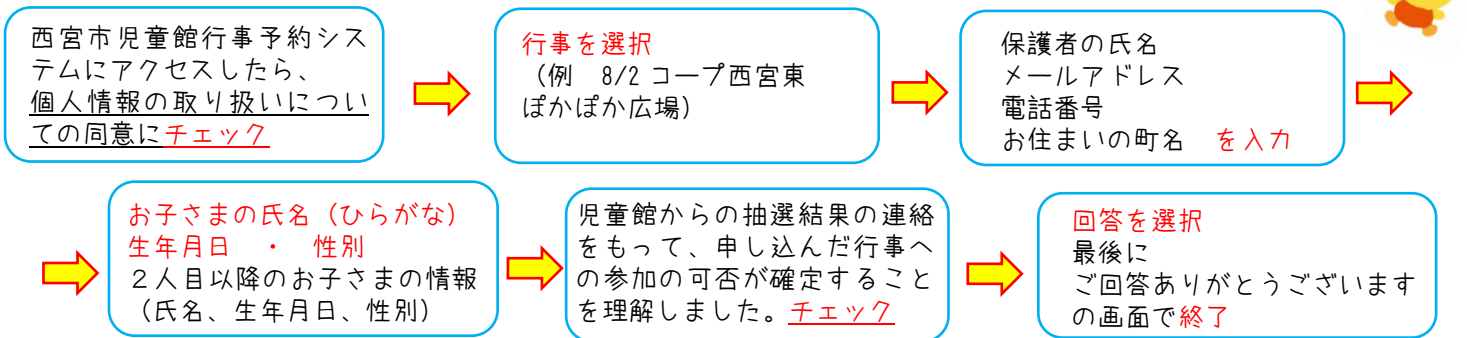 西宮市児童館行事予約シス
テムにアクセスしたら、
個人情報の取り扱いについ
ての同意にチェック
行事を選択
（例　8/2 コープ西宮東
ぽかぽか広場）
保護者の氏名
メールアドレス
電話番号
お住まいの町名　を入力
お子さまの氏名（ひらがな）
生年月日　・　性別
２人目以降のお子さまの情報
（氏名、生年月日、性別）
児童館からの抽選結果の連絡
をもって、申し込んだ行事へ
の参加の可否が確定すること
を理解しました。チェック
回答を選択
最後に
ご回答ありがとうございます
の画面で終了